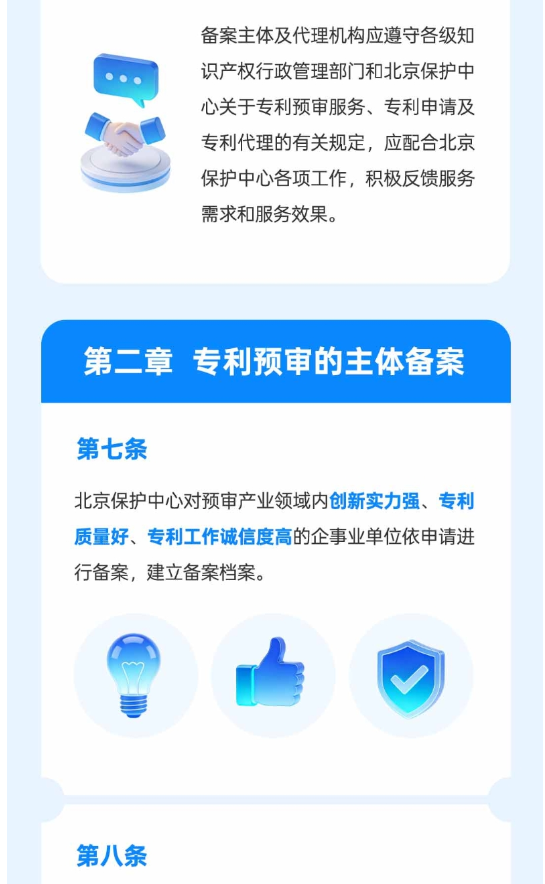 备案主体及代理机构应遵守各级知
识产权行政管理部门和北京保护中
心关于专利预审服务、专利申请及
专利代理的有关规定，应配合北京
保护中心各项工作，积极反馈服务
需求和服务效果。
第二章 专利预审的主体备案
第七条
北京保护中心对预审产业领域内创新实力强、专利
质量好、专利工作诚信度高的企事业单位依申请进
行备案，建立备案档案。
第八条